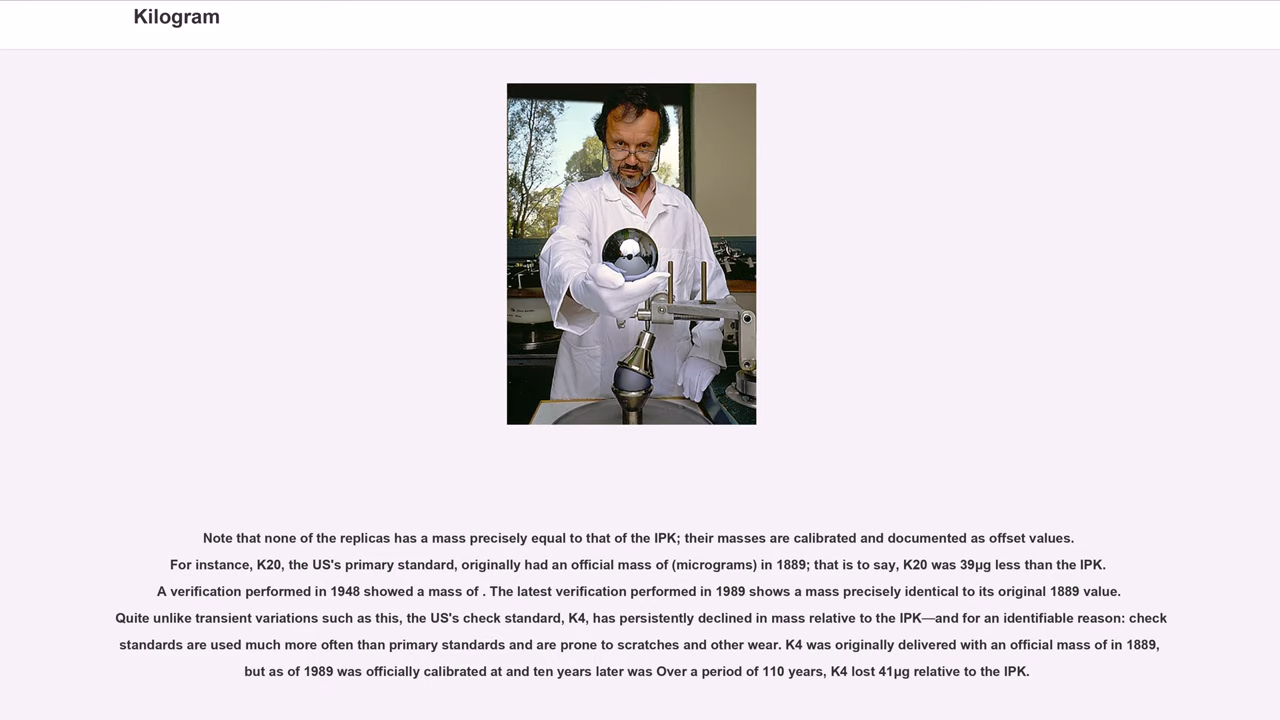 Kilogram
Note that none of the replicas has a mass precisely equal to that of the IPK; their masses are calibrated and documented as offset values.
For instance, K20, the US's primary standard, originally had an official mass of (micrograms) in 1889; that is to say, K20 was 39μg less than the IPK.
A verification performed in 1948 showed a mass of . The latest verification performed in 1989 shows a mass precisely identical to its original 1889 value.
Quite unlike transient variations such as this, the US's check standard, K4, has persistently declined in mass relative to the IPK—and for an identifiable reason: check
standards are used much more often than primary standards and are prone to scratches and other wear. K4 was originally delivered with an official mass of in 1889,
but as of 1989 was officially calibrated at and ten years later was Over a period of 110 years, K4 lost 41μg relative to the IPK.